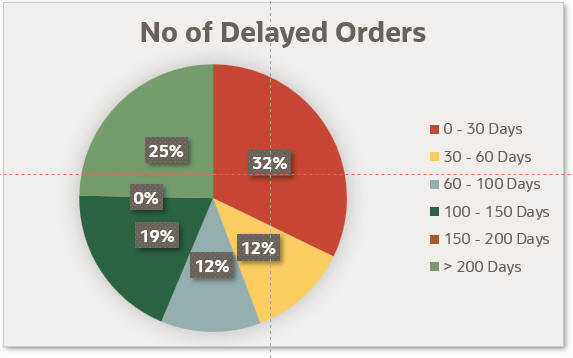 No of Delayed Orders
25%
32%
0%
19%
12%
12%
0 - 30 Days
30 - 60 Days
60 - 100 Days
100 - 150 Days
150 - 200 Days
> 200 Days